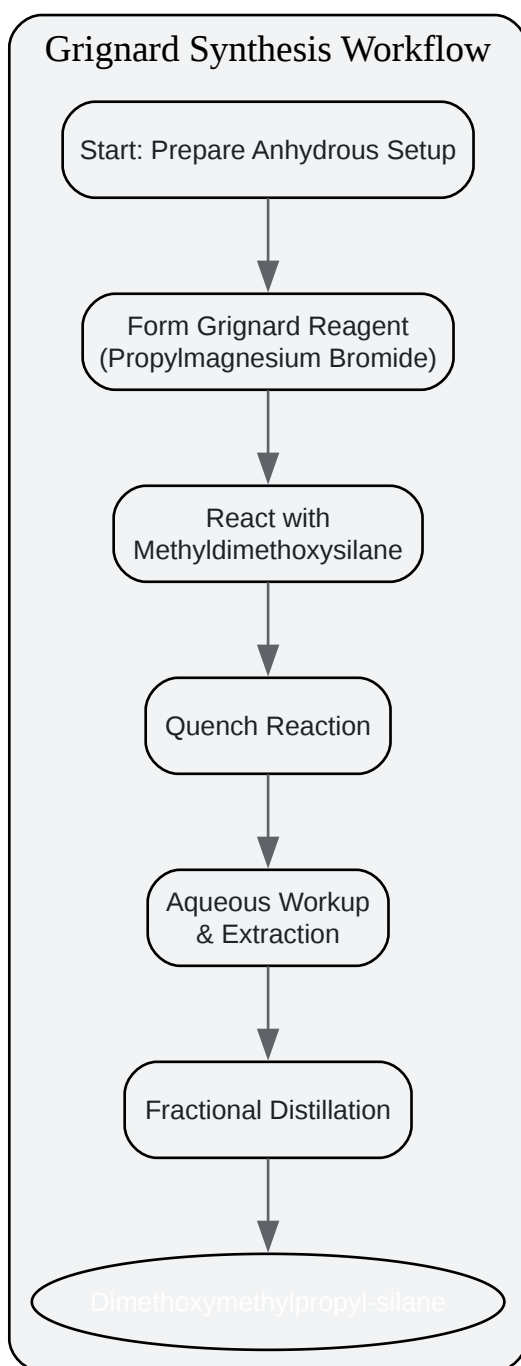 Grignard Synthesis Workflow
Start: Prepare Anhydrous Setup
Form Grignard Reagent
(Propylmagnesium Bromide)
React with
Methyldimethoxysilane
Quench Reaction
Aqueous Workup
& Extraction
Fractional Distillation
Dimethoxymethylpropyl-silane